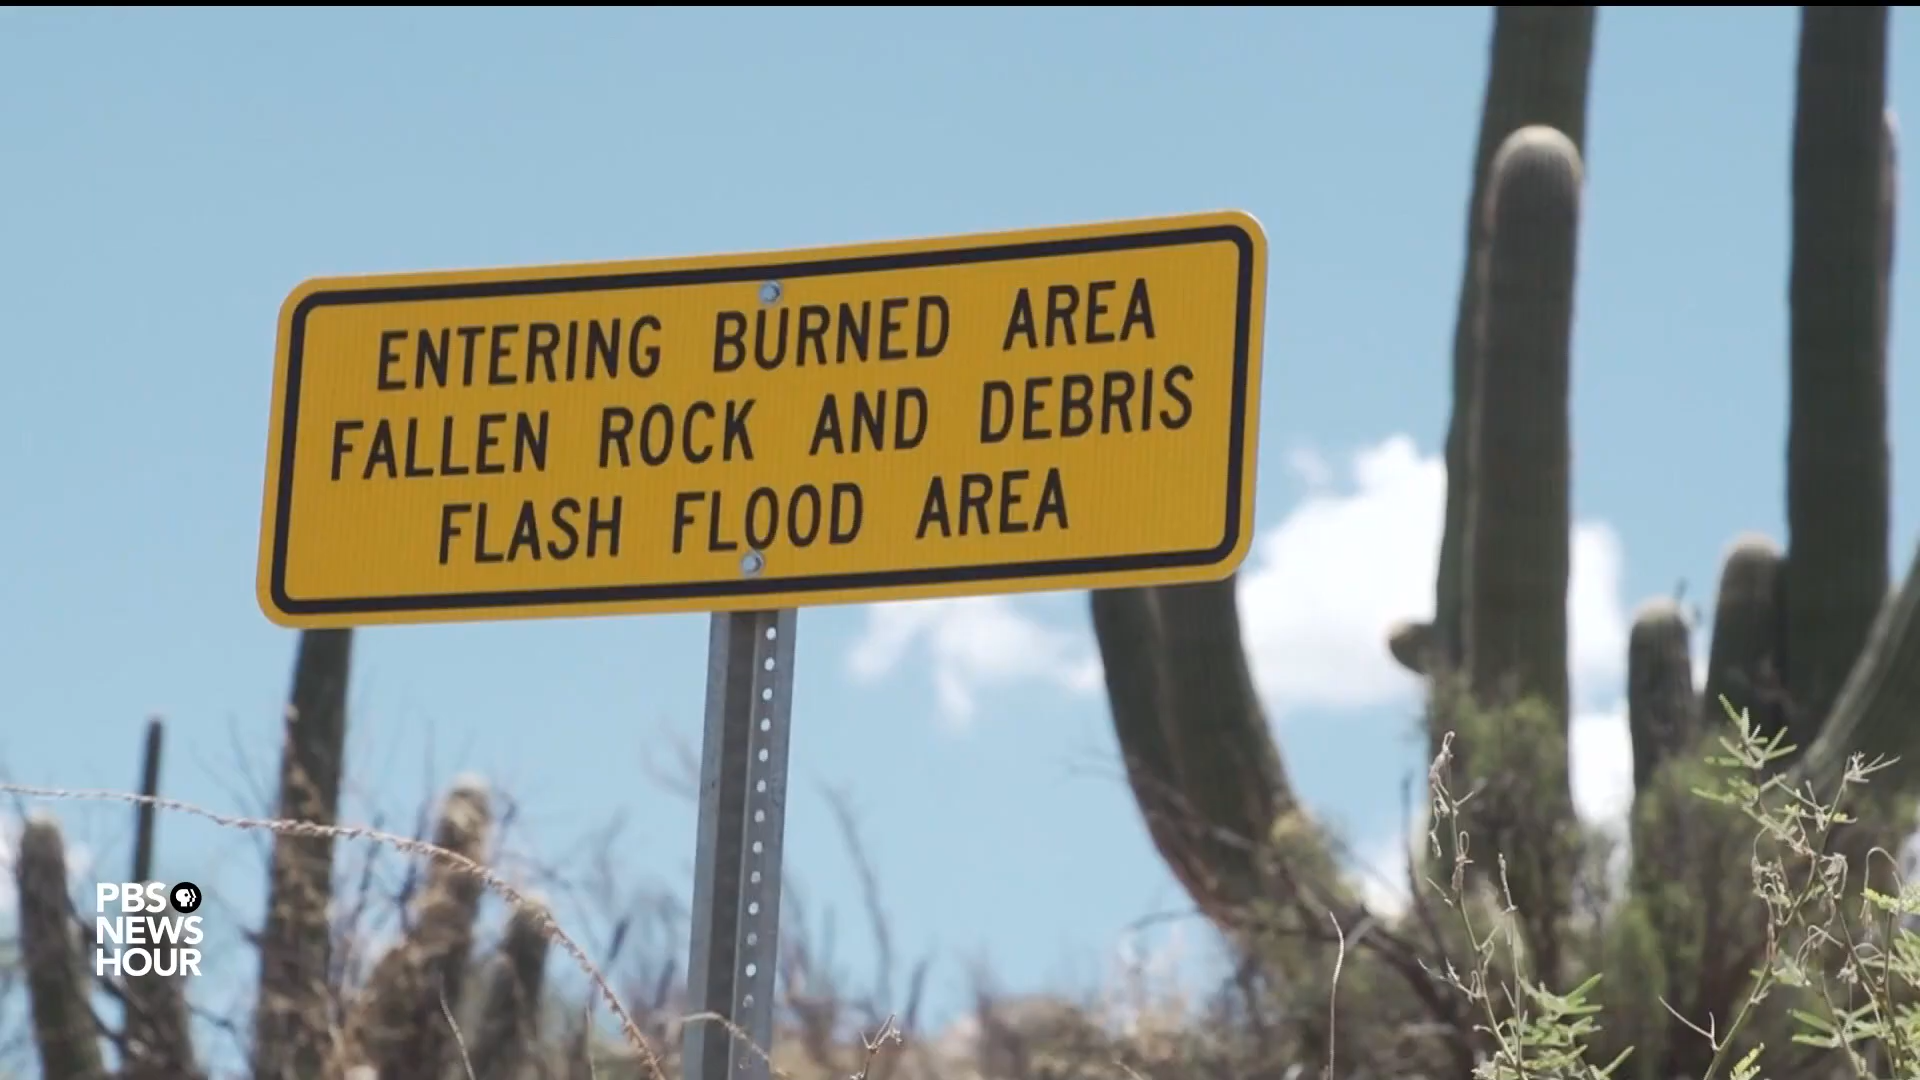 ENTERING BURNED AREA
FALLEN ROCK AND DEBRIS
FLASH FLOOD AREA
PBS
NEWS
HOUR